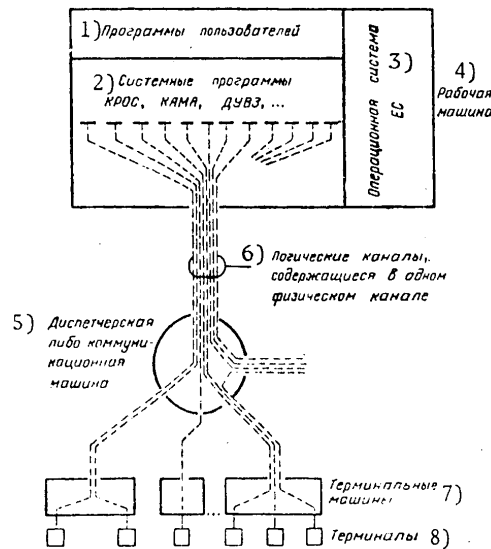 1) Программы пользователей
2) Системные программы
КРОС, КАМА, ДУВЗ, ...
Операционная система
ЕС
3)
4)
Рабочая
машина
6) Логические каналы,
содержащиеся в одном
физическом канале
5) Диспетчерская
либо коммуни-
кационная
машина
Терминальные
машины 7)
Терминалы 8)